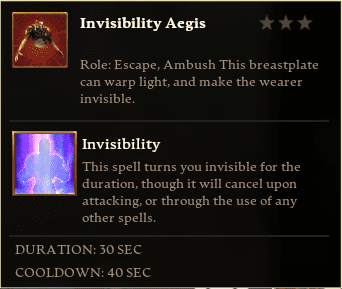 Invisibility Aegis
Role: Escape, Ambush This breastplate
can warp light, and make the wearer
invisible.
Invisibility
This spell turns you invisible for the
duration, though it will cancel upon
attacking, or through the use of any
other spells.
DURATION: 30 SEC
COOLDOWN: 40 SEC